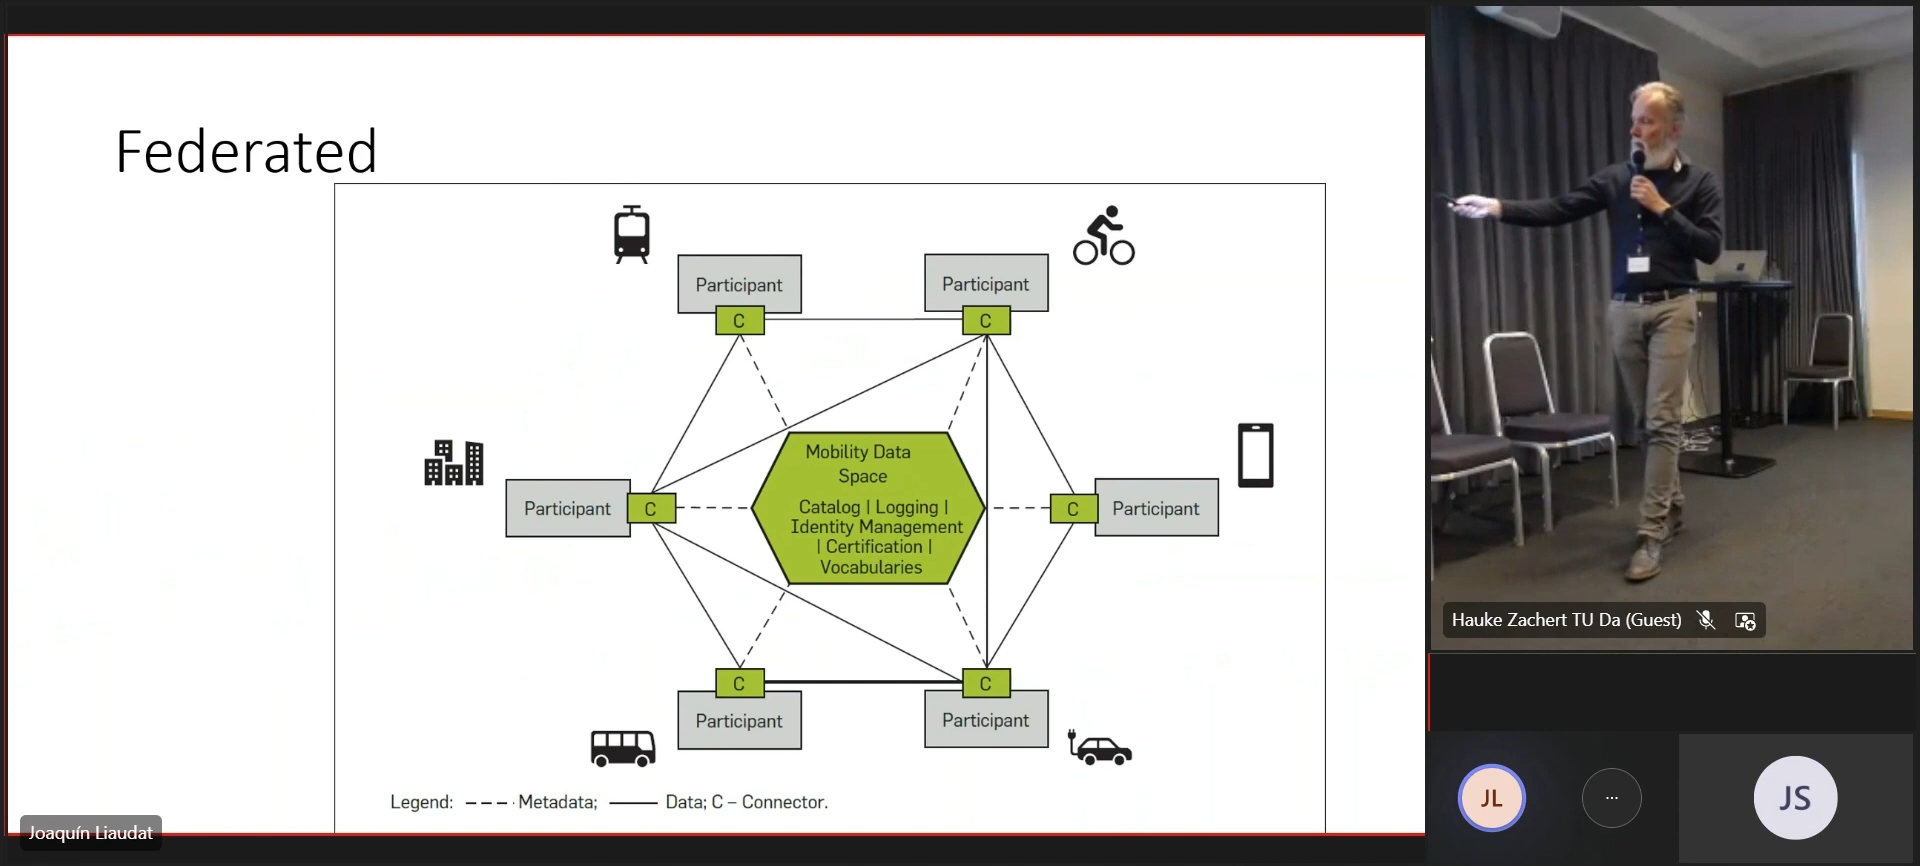 Federated
Participant
Participant
C
C
Mobility Data
Space
Catalog | Logging |
Identity Management
| Certification |
Vocabularies
Participant
C
C
Participant
C
C
Participant
Participant
Legend: - - - - Metadata; —— Data; C – Connector.
Joaquín Liaudat
Hauke Zachert TU Da (Guest)
JL
...
JS